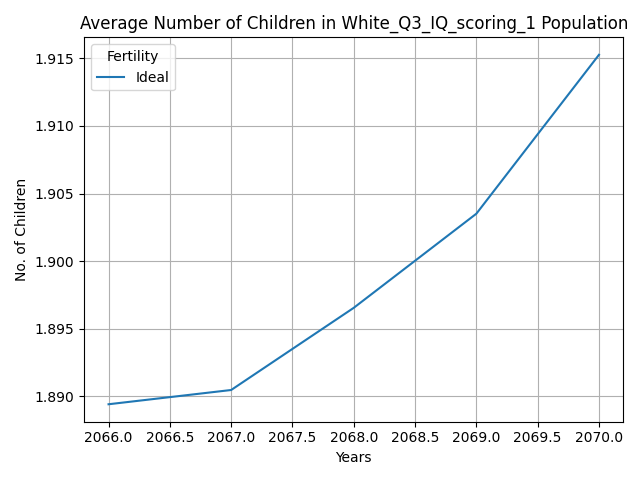 Average Number of Children in White_Q3_IQ_scoring_1 Population
Fertility
Ideal
1.915
1.910
1.905
1.900
1.895
1.890
No. of Children
2066.0 2066.5 2067.0 2067.5 2068.0 2068.5 2069.0 2069.5 2070.0
Years